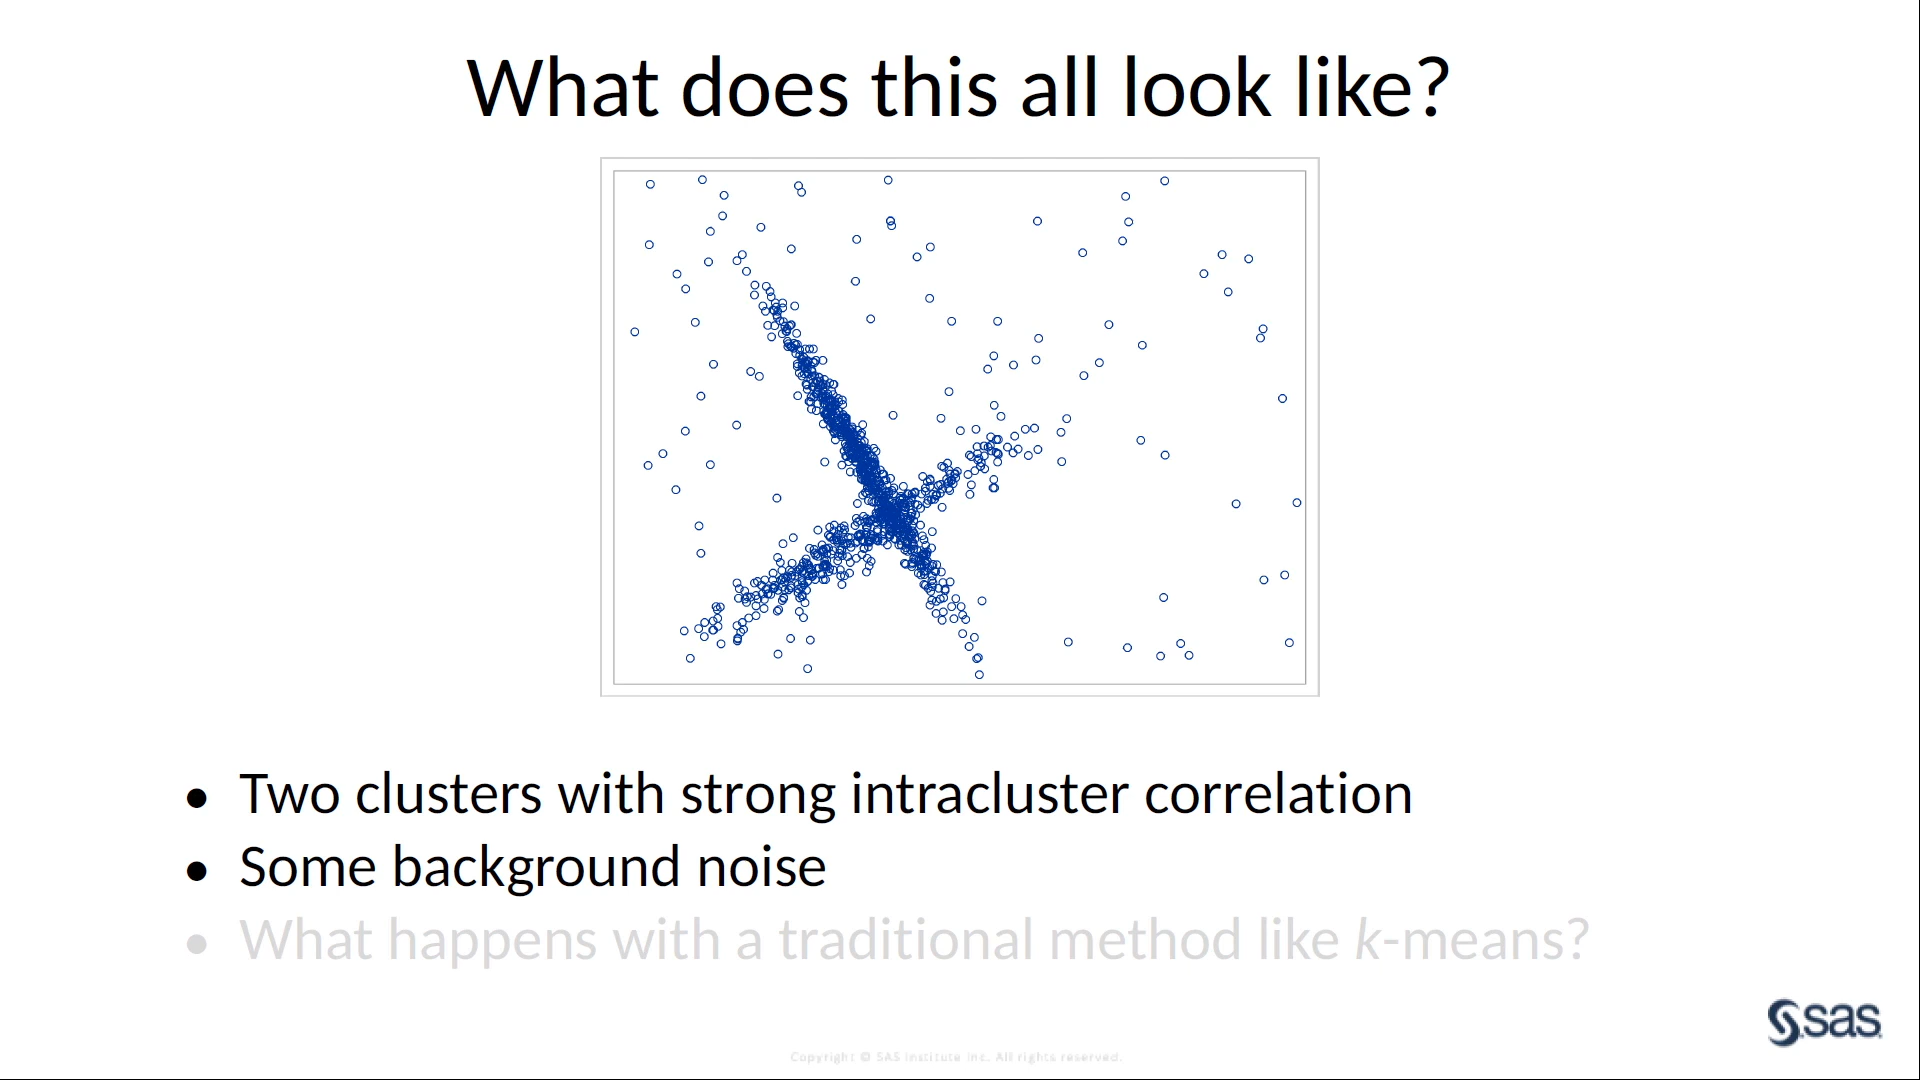 What does this all look like?
• Two clusters with strong intracluster correlation
• Some background noise
• What happens with a traditional method like k-means?
sas
Copyright © SAS Institute Inc. All rights reserved.